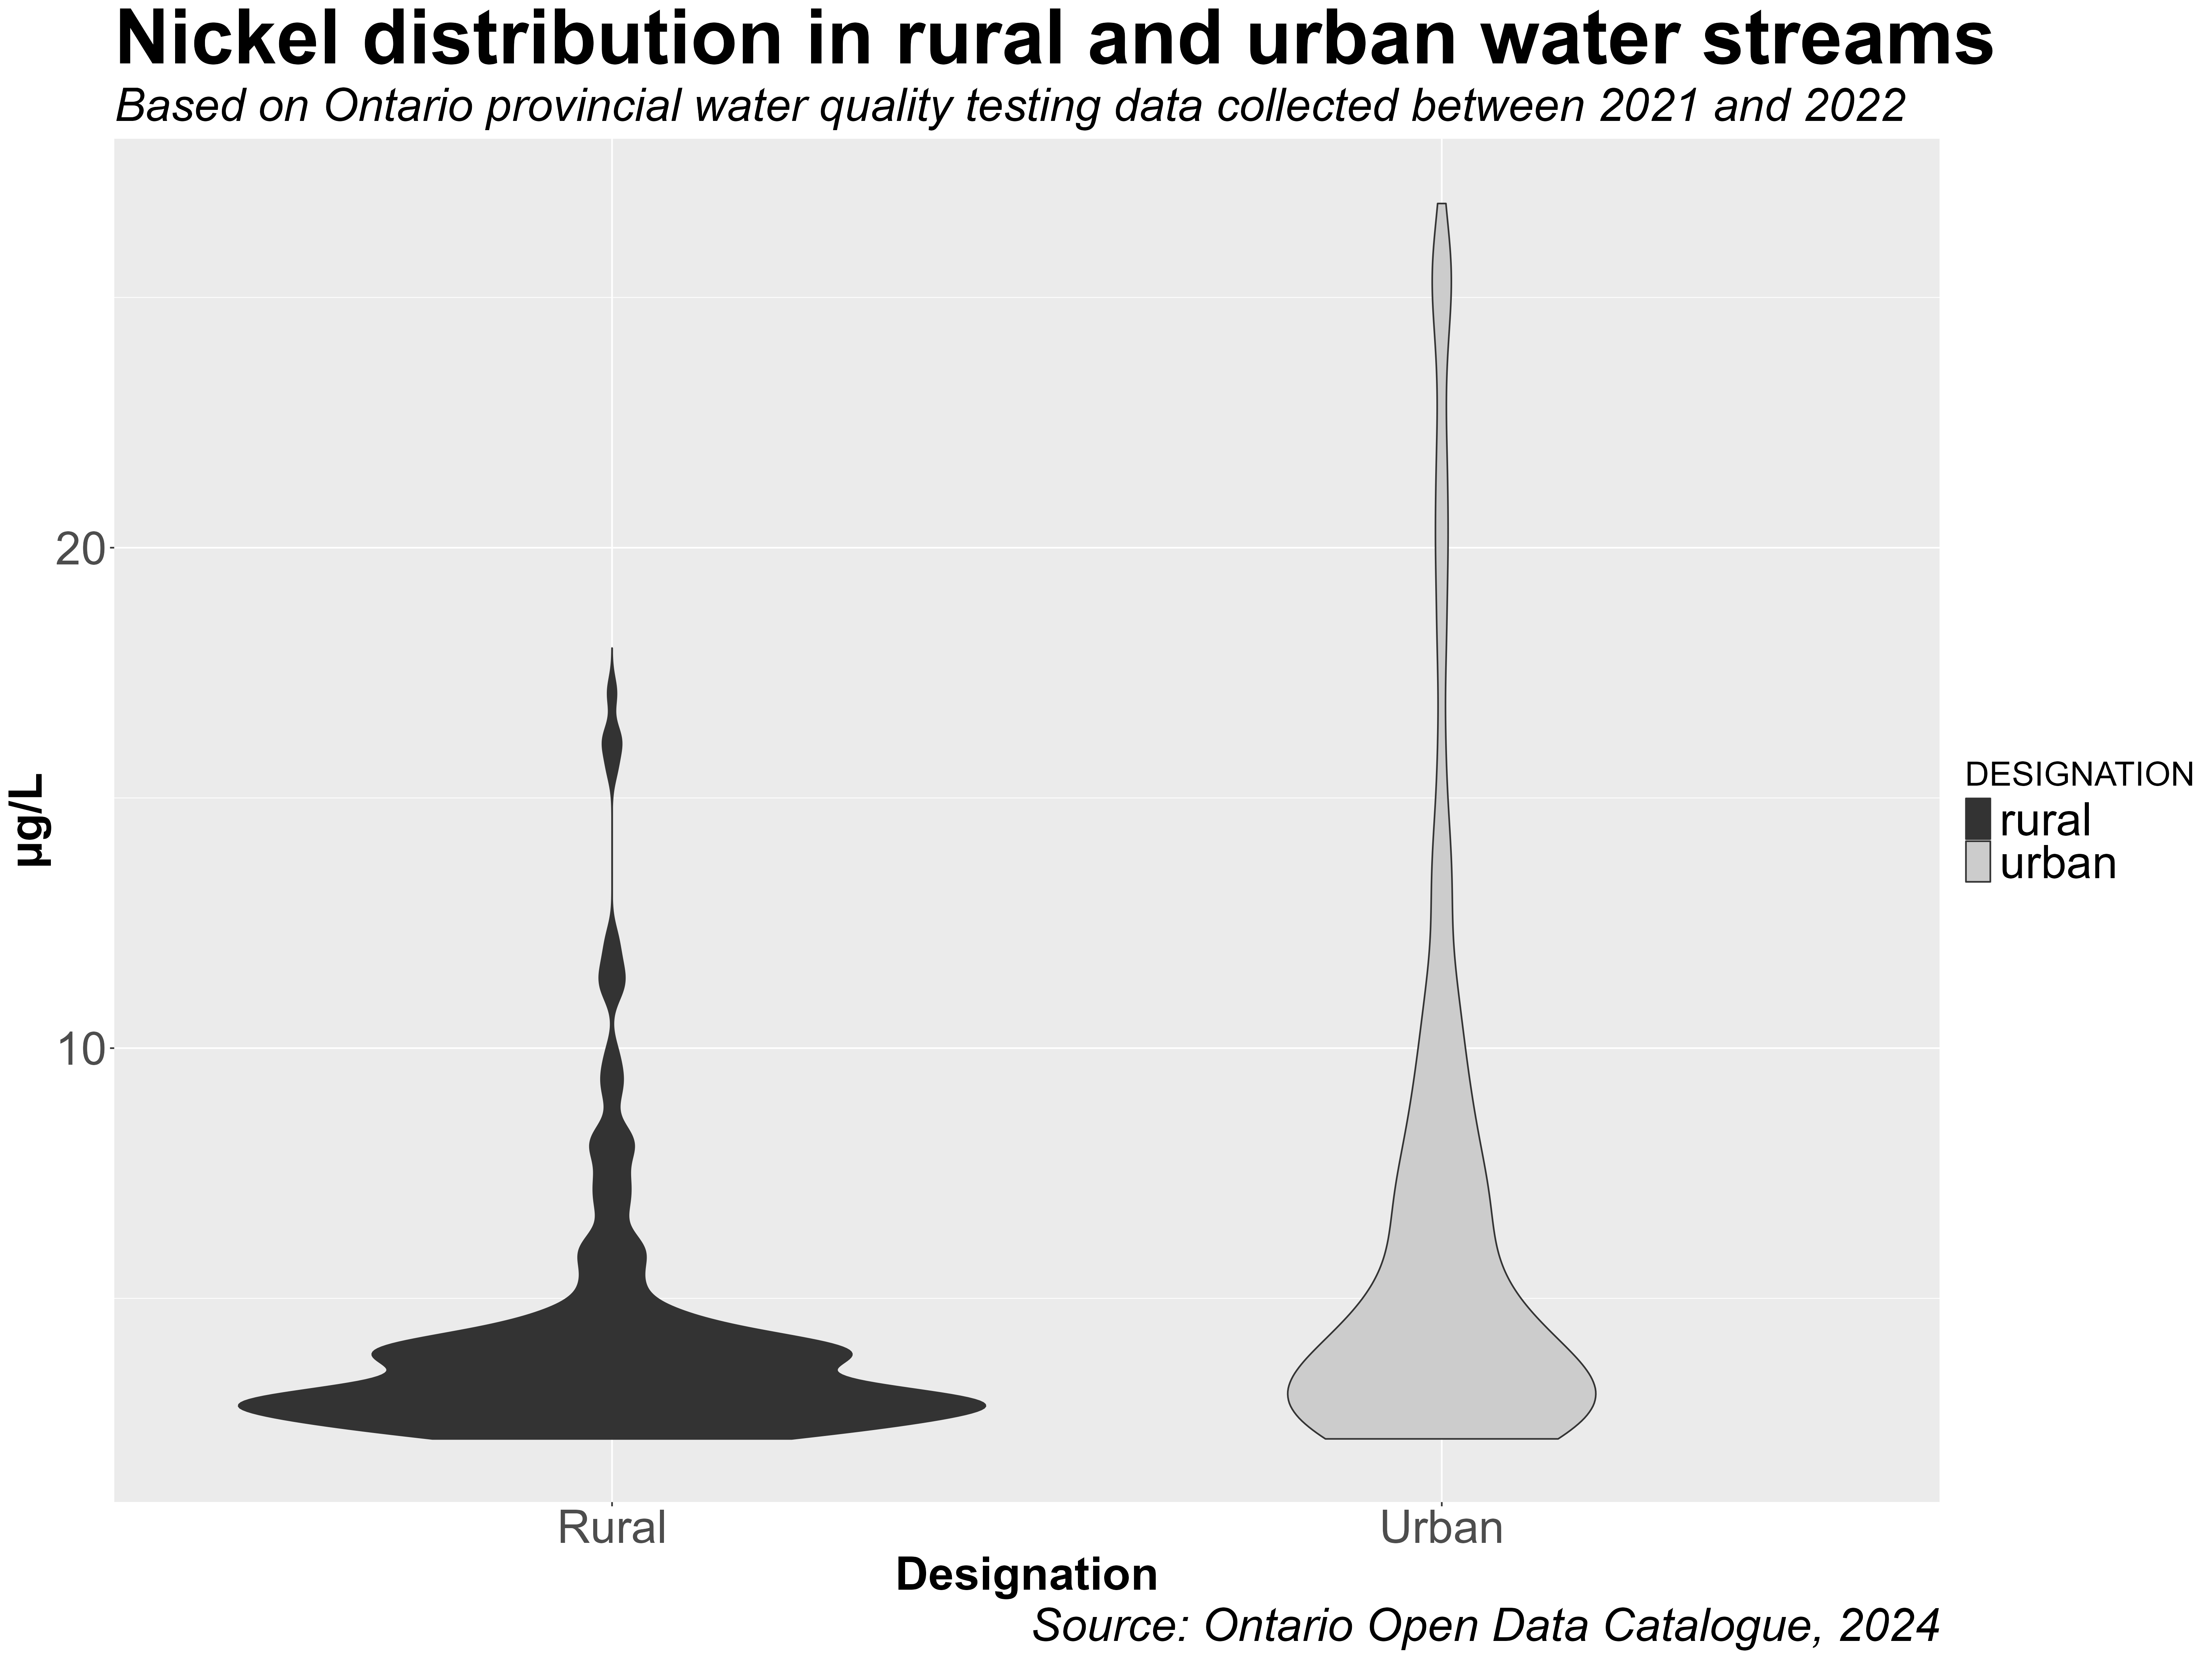 Nickel distribution in rural and urban water streams
Based on Ontario provincial water quality testing data collected between 2021 and 2022
20
10
µg/L
DESIGNATION
rural
urban
Rural Urban
Designation
Source: Ontario Open Data Catalogue, 2024